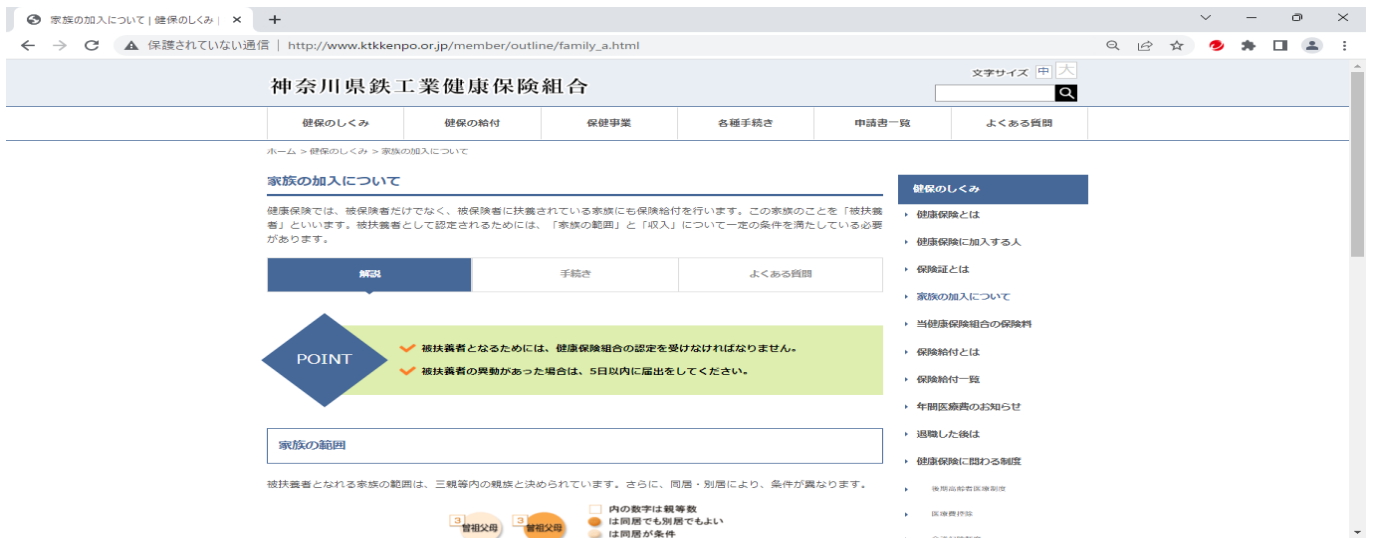 家族の加入について | 健保のしくみ |
保護されていない通信 | http://www.ktkkenpo.or.jp/member/outline/family_a.html
神奈川県鉄工業健康保険組合
文字サイズ 中 大
健保のしくみ 健保の給付 保健事業 各種手続き 申請書一覧 よくある質問
ホーム > 健保のしくみ > 家族の加入について
家族の加入について
健康保険では、被保険者だけでなく、被保険者に扶養されている家族にも保険給付を行います。この家族のことを「被扶養
者」といいます。被扶養者として認定されるためには、「家族の範囲」と「収入」について一定の条件を満たしている必要
があります。
解説 手続き よくある質問
POINT
被扶養者となるためには、健康保険組合の認定を受けなければなりません。
被扶養者の異動があった場合は、5日以内に届出をしてください。
家族の範囲
被扶養者となれる家族の範囲は、三親等内の親族と決められています。さらに、同居・別居により、条件が異なります。
3 曾祖父母 3 曾祖父母
内の数字は親等数
は同居でも別居でもよい
は同居が条件
健保のしくみ
健康保険とは
健康保険に加入する人
保険証とは
家族の加入について
当健康保険組合の保険料
保険給付とは
保険給付一覧
年間医療費のお知らせ
退職した後は
健康保険に関わる制度
後期高齢者医療制度
医療費控除